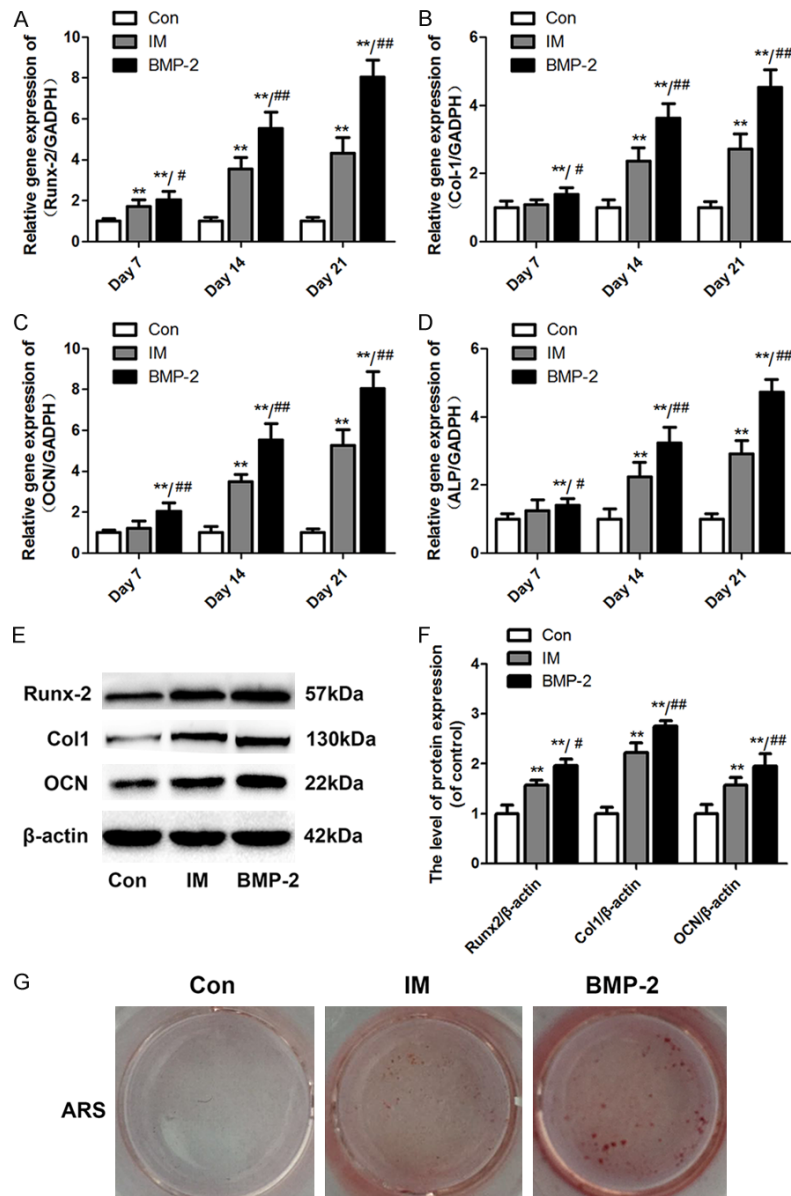 A
Con
IM
BMP-2
Relative gene expression of
(Runx-2/GADPH)
10
8
6
4
2
0
**
**/ #
**
**/##
**
**/##
Day 7
Day 14
Day 21
B
Con
IM
BMP-2
Relative gene expression of
(Col-1/GADPH)
6
4
2
0
**/ #
**
**/##
**
**/##
Day 7
Day 14
Day 21
C
Con
IM
BMP-2
Relative gene expression of
(OCN/GADPH)
10
8
6
4
2
0
**/##
**
**/##
**
**/##
Day 7
Day 14
Day 21
D
Con
IM
BMP-2
Relative gene expression of
(ALP/GADPH)
6
4
2
0
**/ #
**
**/##
**
**/##
Day 7
Day 14
Day 21
E
Runx-2 57kDa
Col1 130kDa
OCN 22kDa
β-actin 42kDa
Con IM BMP-2
F
Con
IM
BMP-2
The level of protein expression
(of control)
4
3
2
1
0
**
**/ #
**
**/##
**
**/##
Runx2/β-actin
Col1/β-actin
OCN/β-actin
G
Con IM BMP-2
ARS